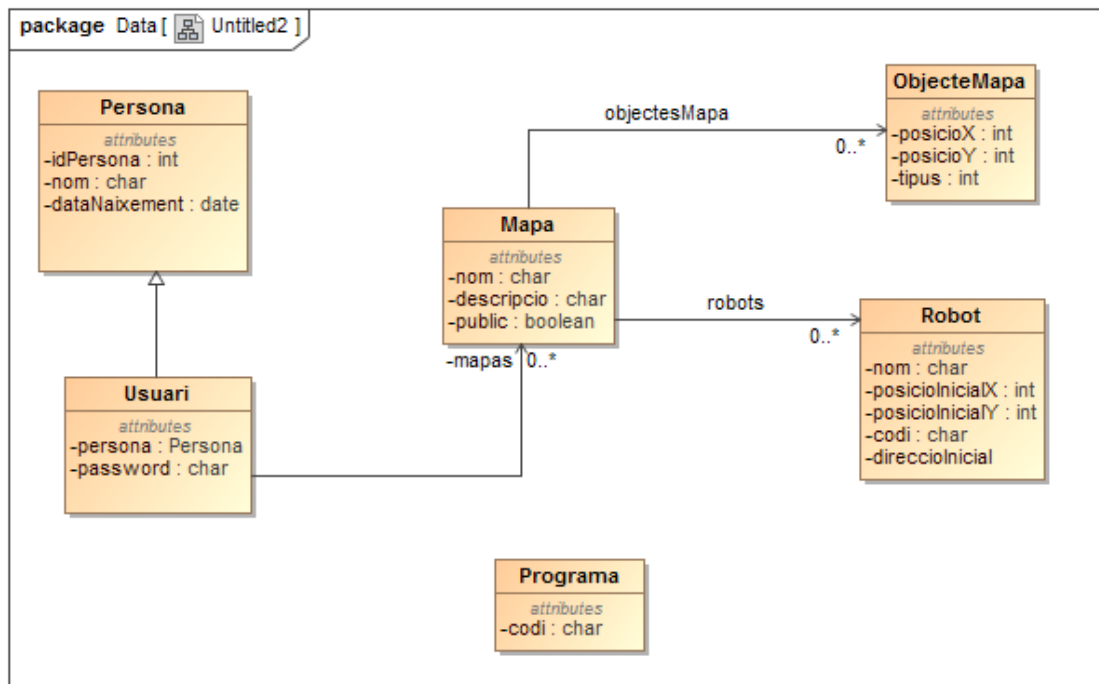 package Data [ Untitled2 ]
Persona
attributes
-idPersona : int
-nom : char
-dataNaixement : date
ObjecteMapa
attributes
-posicioX : int
-posicioY : int
-tipus : int
objectesMapa
0..*
Mapa
attributes
-nom : char
-descripcio : char
-public : boolean
robots
0..*
Robot
attributes
-nom : char
-posicioInicialX : int
-posicioInicialY : int
-codi : char
-direccioInicial
-mapas 0..*
Usuari
attributes
-persona : Persona
-password : char
Programa
attributes
-codi : char